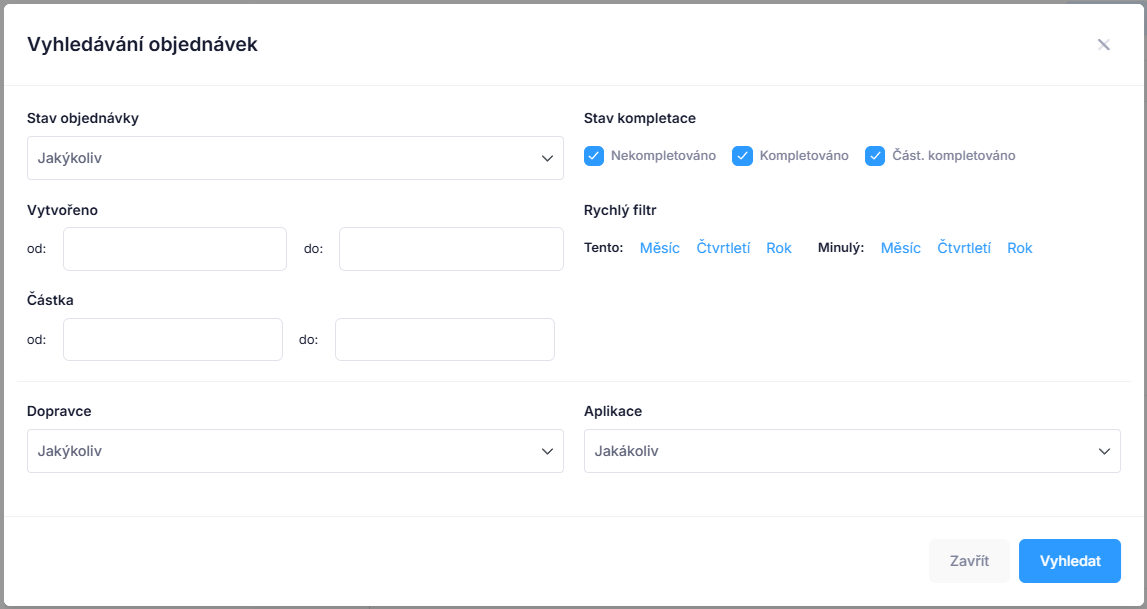 Vyhledávání objednávek
Stav objednávky
Jakýkoliv
Stav kompletace
Nekompletováno Kompletováno Část. kompletováno
Vytvořeno
od: do:
Rychlý filtr
Tento: Měsíc Čtvrtletí Rok Minulý: Měsíc Čtvrtletí Rok
Částka
od: do:
Dopravce
Jakýkoliv
Aplikace
Jakákoliv
Zavřít Vyhledat